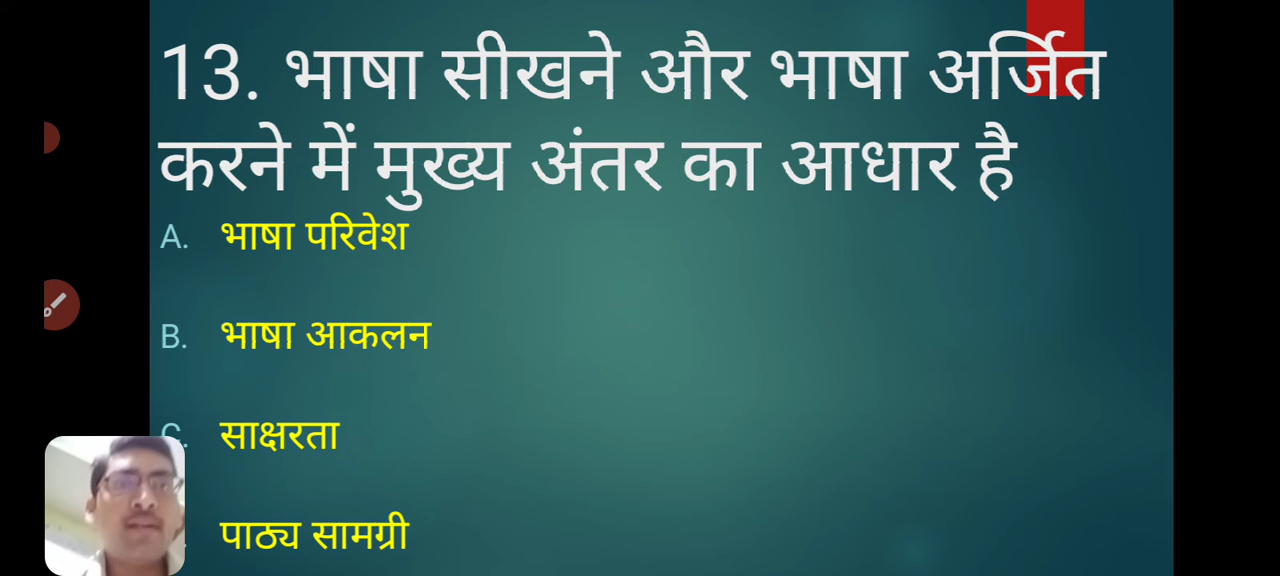 13. भाषा सीखने और भाषा अर्जित
करने में मुख्य अंतर का आधार है
A. भाषा परिवेश
B. भाषा आकलन
C. साक्षरता
पाठ्य सामग्री